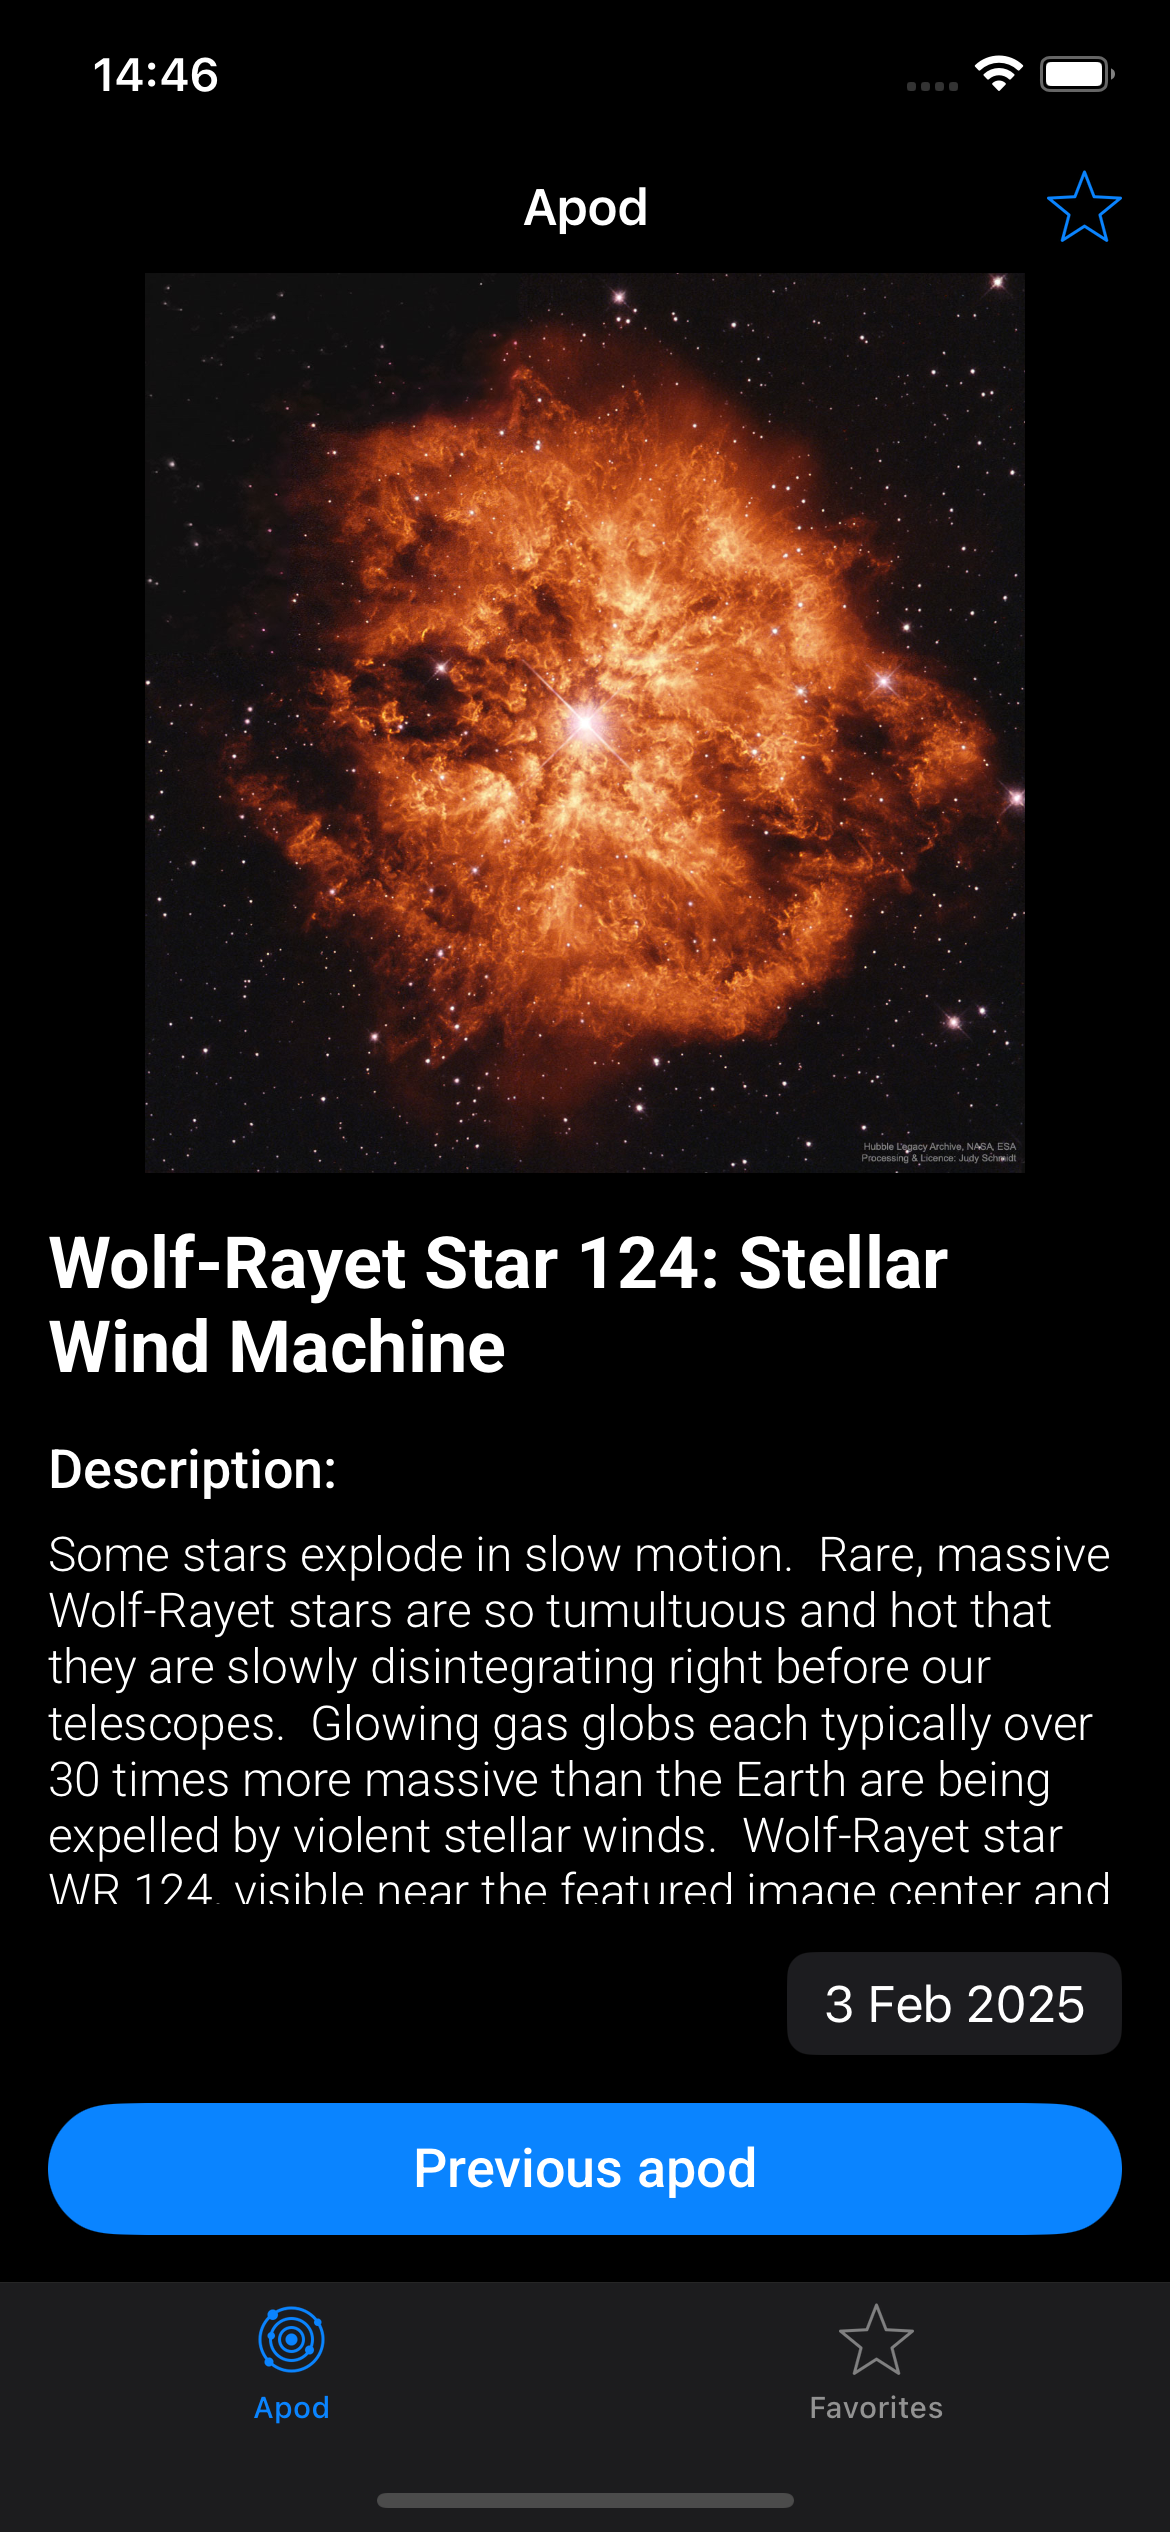 14:46
Apod
Hubble Legacy Archive, NASA, ESA
Processing & Licence: Judy Schmidt
Wolf-Rayet Star 124: Stellar
Wind Machine
Description:
Some stars explode in slow motion.  Rare, massive
Wolf-Rayet stars are so tumultuous and hot that
they are slowly disintegrating right before our
telescopes.  Glowing gas globs each typically over
30 times more massive than the Earth are being
expelled by violent stellar winds.  Wolf-Rayet star
WR 124, visible near the featured image center and
3 Feb 2025
Previous apod
Apod
Favorites